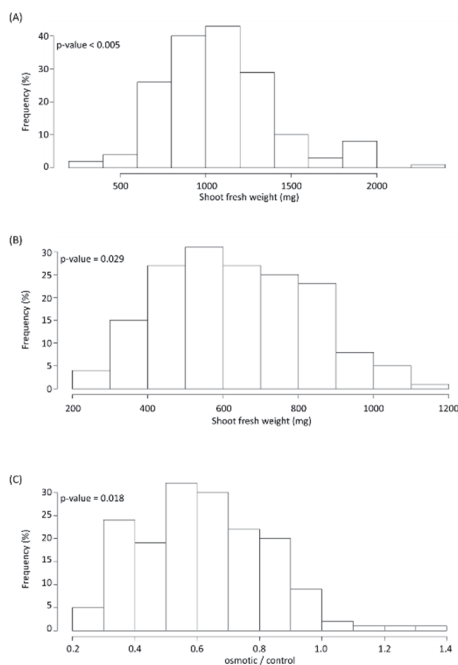 (A)
p-value < 0.005
Frequency (%)
40
30
20
10
0
500 1000 1500 2000
Shoot fresh weight (mg)
(B)
p-value = 0.029
Frequency (%)
30
25
20
15
10
5
0
200 400 600 800 1000 1200
Shoot fresh weight (mg)
(C)
p-value = 0.018
Frequency (%)
30
25
20
15
10
5
0
0.2 0.4 0.6 0.8 1.0 1.2 1.4
osmotic / control